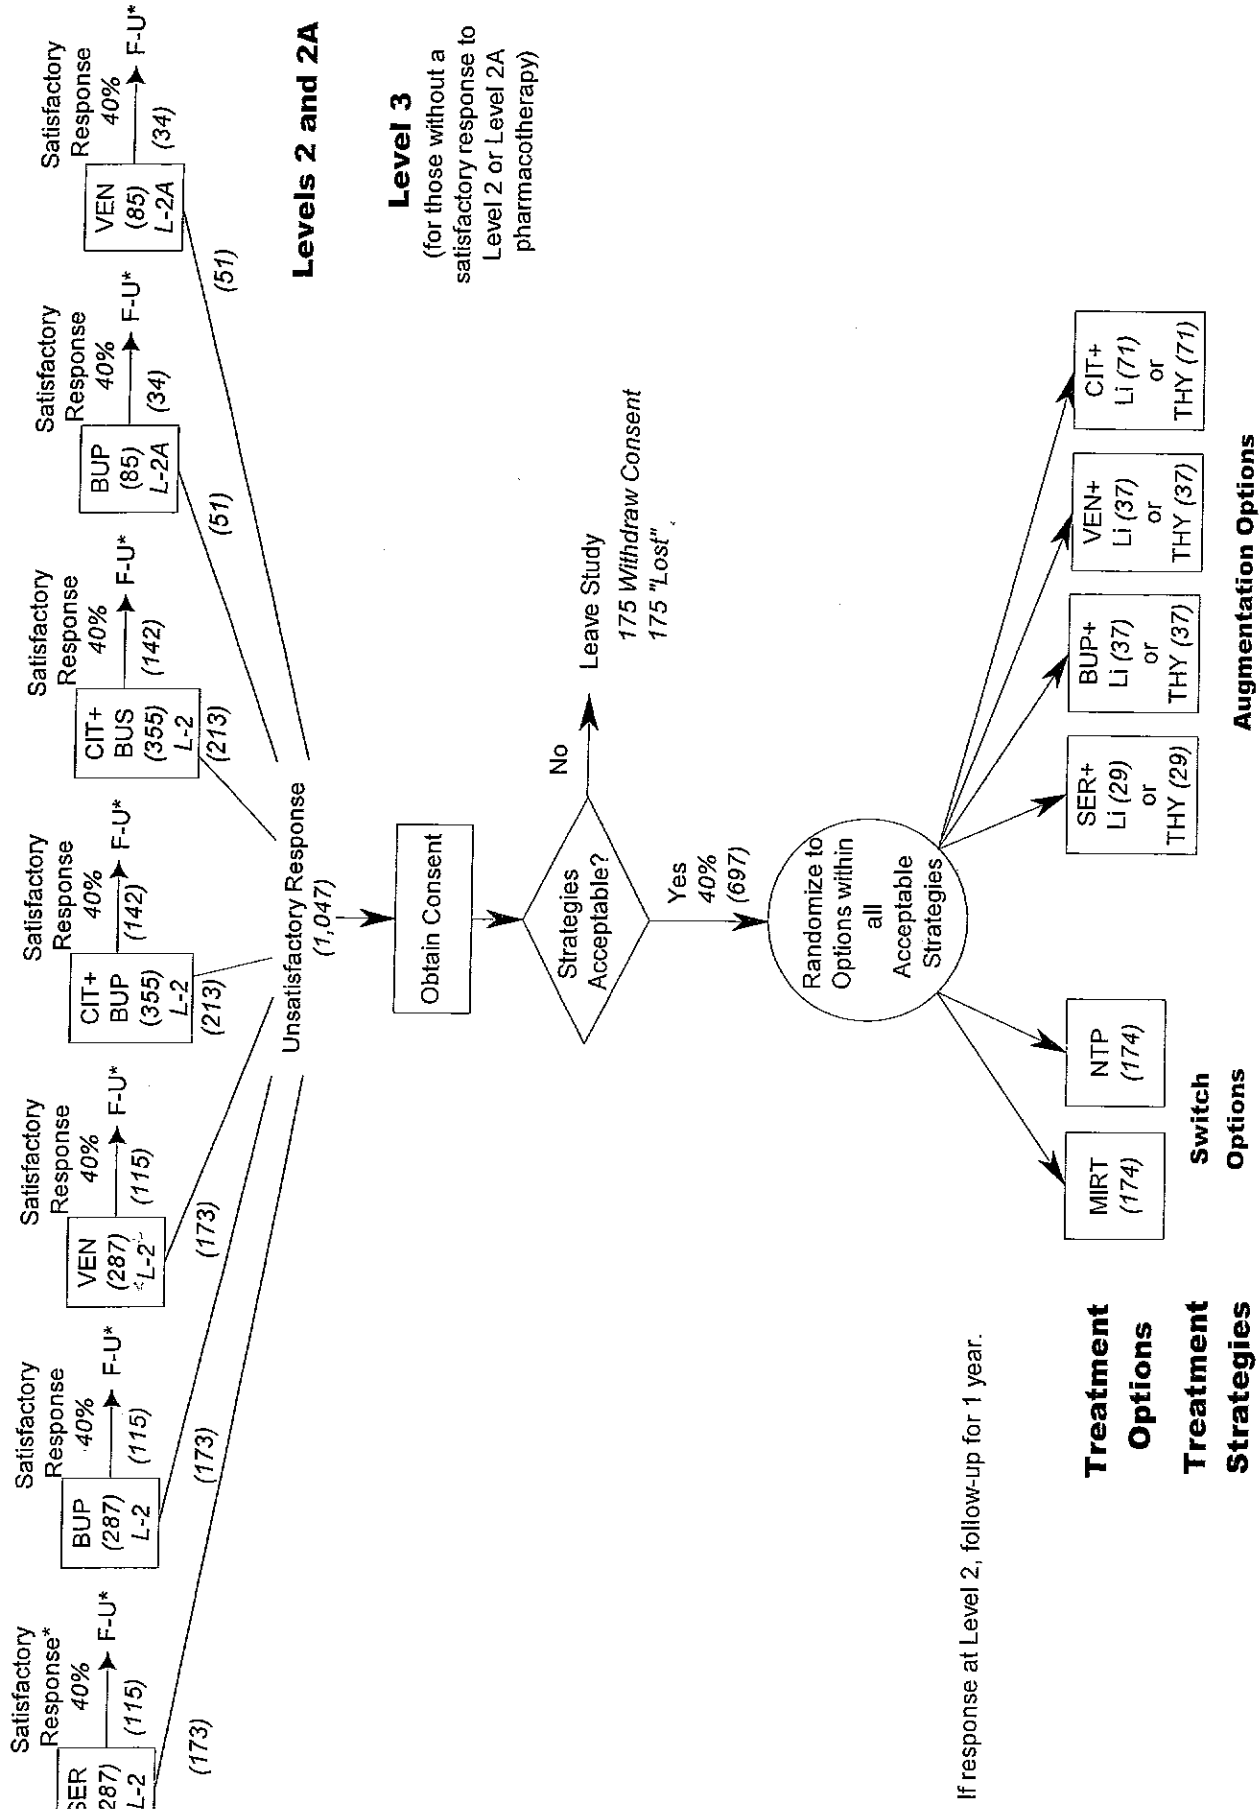 Satisfactory
Response*
40%
SER
287)
L-2
(115)
F-U*
(173)
Satisfactory
Response
40%
BUP
(287)
L-2
(115)
F-U*
(173)
Satisfactory
Response
40%
VEN
(287)
L-2
(115)
F-U*
(173)
Satisfactory
Response
40%
CIT+
BUP
(355)
L-2
(142)
F-U*
(213)
Satisfactory
Response
40%
CIT+
BUS
(355)
L-2
(142)
F-U*
(213)
Satisfactory
Response
40%
BUP
(85)
L-2A
(34)
F-U*
(51)
Satisfactory
Response
40%
VEN
(85)
L-2A
(34)
F-U*
(51)
Levels 2 and 2A
Unsatisfactory Response
(1,047)
Level 3
(for those without a
satisfactory response to
Level 2 or Level 2A
pharmacotherapy)
Obtain Consent
Strategies
Acceptable?
No
Leave Study
175 Withdraw Consent
175 "Lost"
Yes
40%
(697)
Randomize to
Options within
all
Acceptable
Strategies
If response at Level 2, follow-up for 1 year.
Treatment
Options
MIRT
(174)
NTP
(174)
SER+
Li (29)
or
THY (29)
BUP+
Li (37)
or
THY (37)
VEN+
Li (37)
or
THY (37)
CIT+
Li (71)
or
THY (71)
Treatment
Strategies
Switch
Options
Augmentation Options